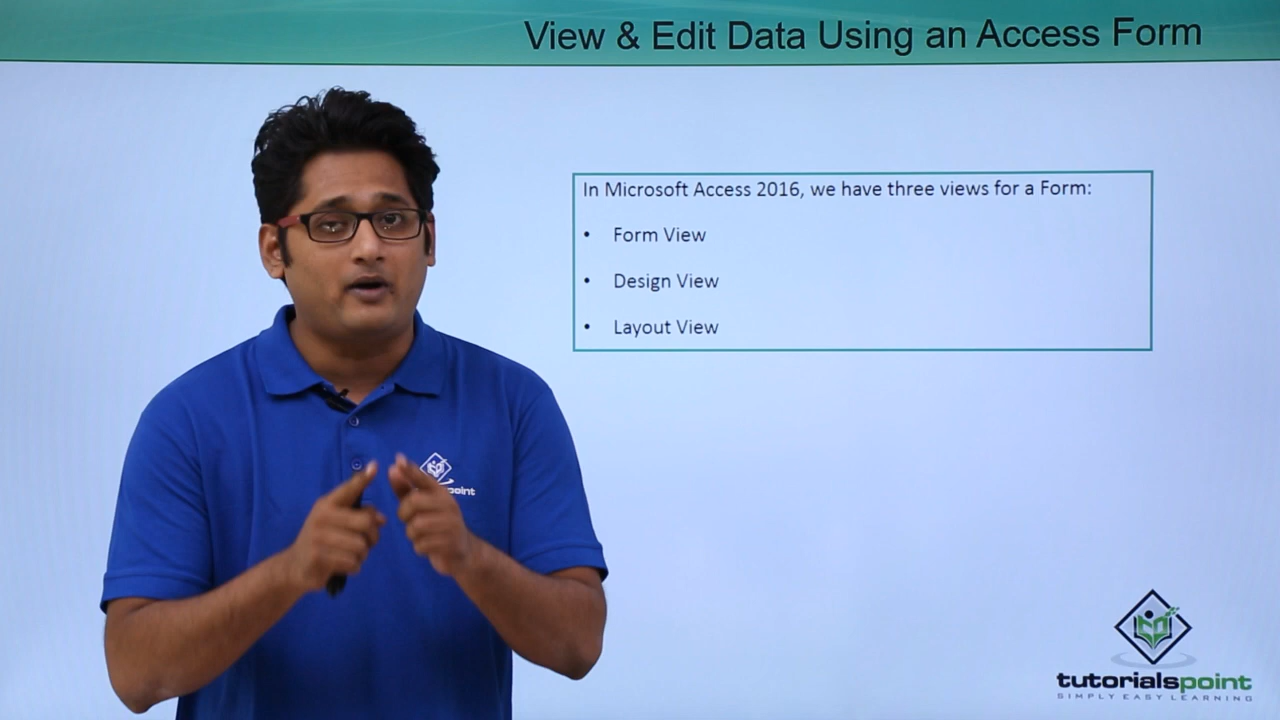 View & Edit Data Using an Access Form
In Microsoft Access 2016, we have three views for a Form:
• Form View
• Design View
• Layout View
point
tutorialspoint
SIMPLY EASY LEARNING